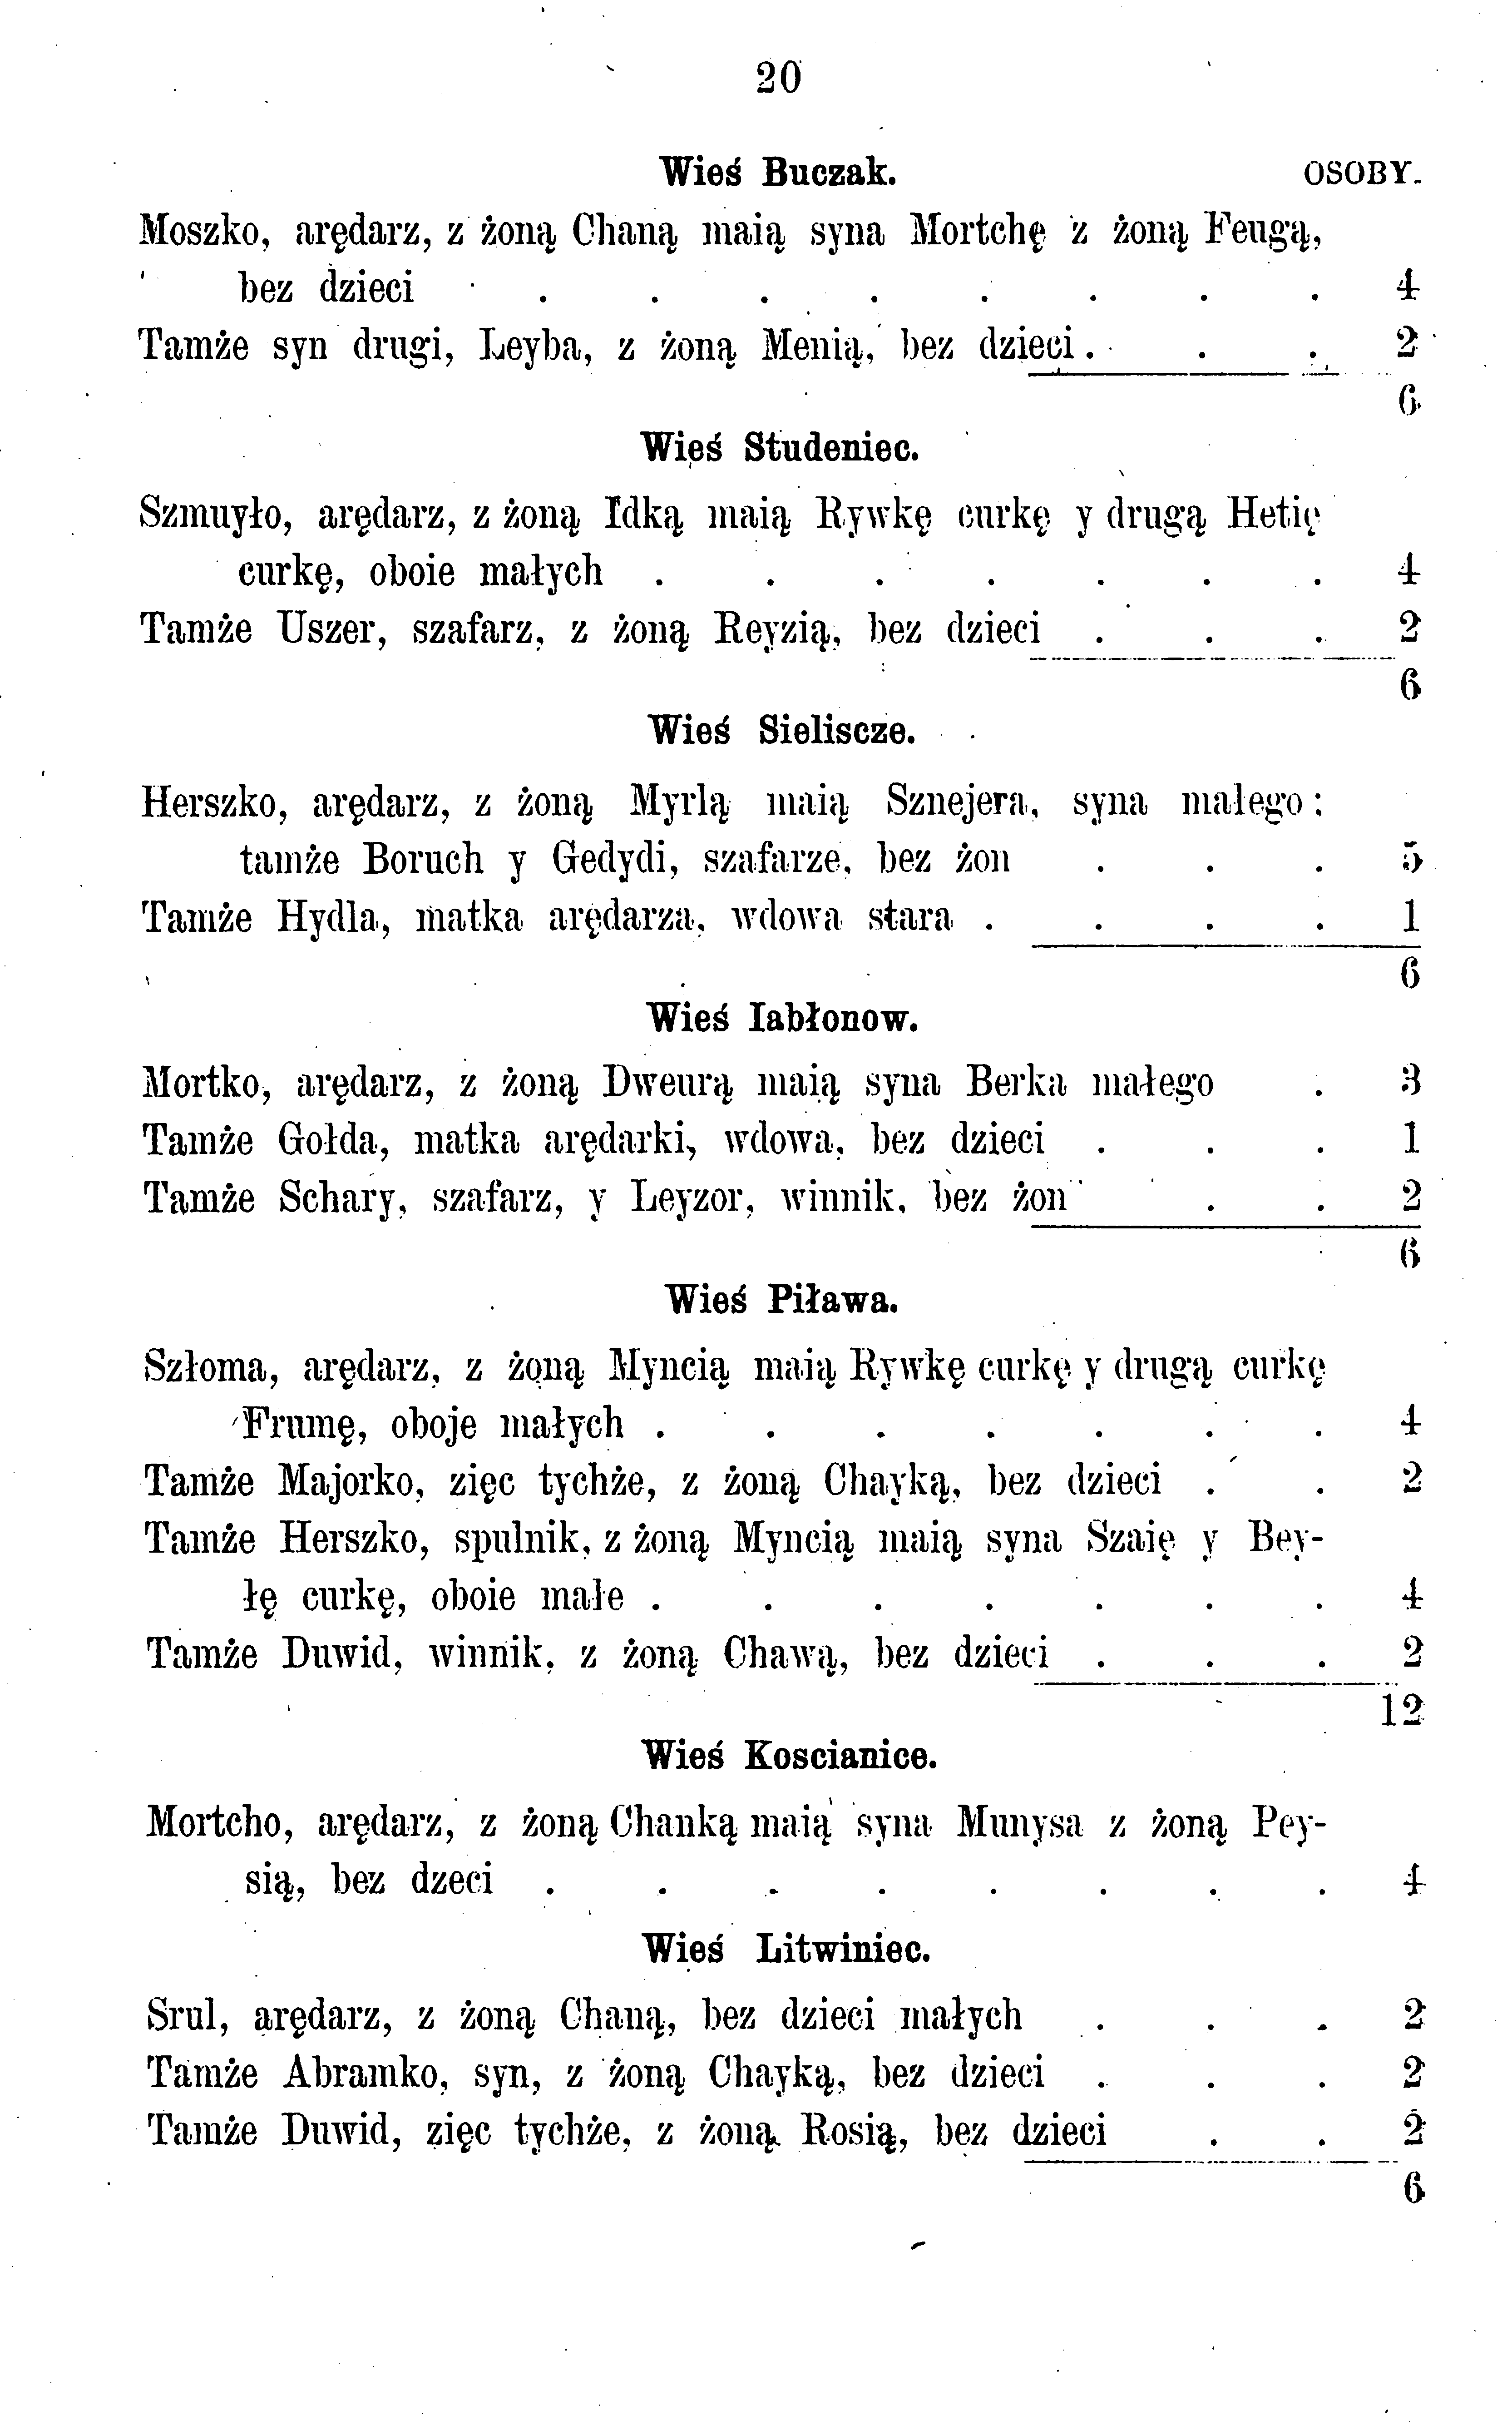 20
Wieś Buczak. OSOBY.
Moszko, arędarz, z żoną Chaną maią syna Mortchę z żoną Feugą,
bez dzieci . . . . . . . . 4
Tamże syn drugi, Leyba, z żoną Menią, bez dzieci . . . 2
6
Wieś Studeniec.
Szmuyło, arędarz, z żoną Idką maią Rywkę curkę y drugą Hetię
curkę, oboie małych . . . . . . . 4
Tamże Uszer, szafarz, z żoną Reyzią, bez dzieci . . . 2
6
Wieś Sieliscze.
Herszko, arędarz, z żoną Myrlą maią Sznejera, syna małego:
tamże Boruch y Gedydi, szafarze, bez żon . . . 5
Tamże Hydla, matka arędarza, wdowa stara . . . . 1
6
Wieś Iabłonow.
Mortko, arędarz, z żoną Dweurą maią syna Berka małego . 3
Tamże Gołda, matka arędarki, wdowa, bez dzieci . . . 1
Tamże Schary, szafarz, y Leyzor, winnik, bez żon . . 2
6
Wieś Piława.
Szłoma, arędarz, z żoną Myncią maią Rywkę curkę y drugą curkę
Frumę, oboje małych . . . . . . . 4
Tamże Majorko, zięc tychże, z żoną Chayką, bez dzieci . . 2
Tamże Herszko, spulnik, z żoną Myncią maią syna Szaię y Bey-
łę curkę, oboie małe . . . . . . . 4
Tamże Duwid, winnik, z żoną Chawą, bez dzieci . . . 2
12
Wieś Koscianice.
Mortcho, arędarz, z żoną Chanką maią syna Munysa z żoną Pey-
sią, bez dzeci . . . . . . . . 4
Wieś Litwiniec.
Srul, arędarz, z żoną Chaną, bez dzieci małych . . . 2
Tamże Abramko, syn, z żoną Chayką, bez dzieci . . . 2
Tamże Duwid, zięc tychże, z żoną Rosią, bez dzieci . . 2
6